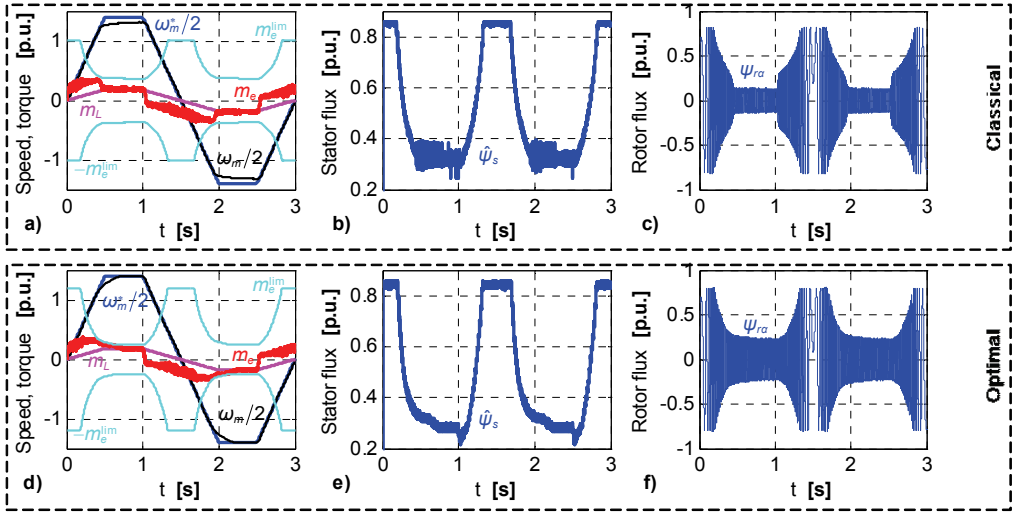 Speed, torque [p.u.]
1
0
-1
ω*m/2
m_e^lim
m_L
m_e
-m_e^lim
ωm/2
0 1 2 3
a)
t [s]
Stator flux [p.u.]
0.8
0.6
0.4
0.2
ψ̂s
0 1 2 3
b)
t [s]
Rotor flux [p.u.]
1
0.5
0
-0.5
-1
ψrα
0 1 2 3
c)
t [s]
Classical
Speed, torque [p.u.]
1
0
-1
ω*m/2
m_e^lim
m_L
m_e
-m_e^lim
ωm/2
0 1 2 3
d)
t [s]
Stator flux [p.u.]
0.8
0.6
0.4
0.2
ψ̂s
0 1 2 3
e)
t [s]
Rotor flux [p.u.]
1
0.5
0
-0.5
-1
ψrα
0 1 2 3
f)
t [s]
Optimal